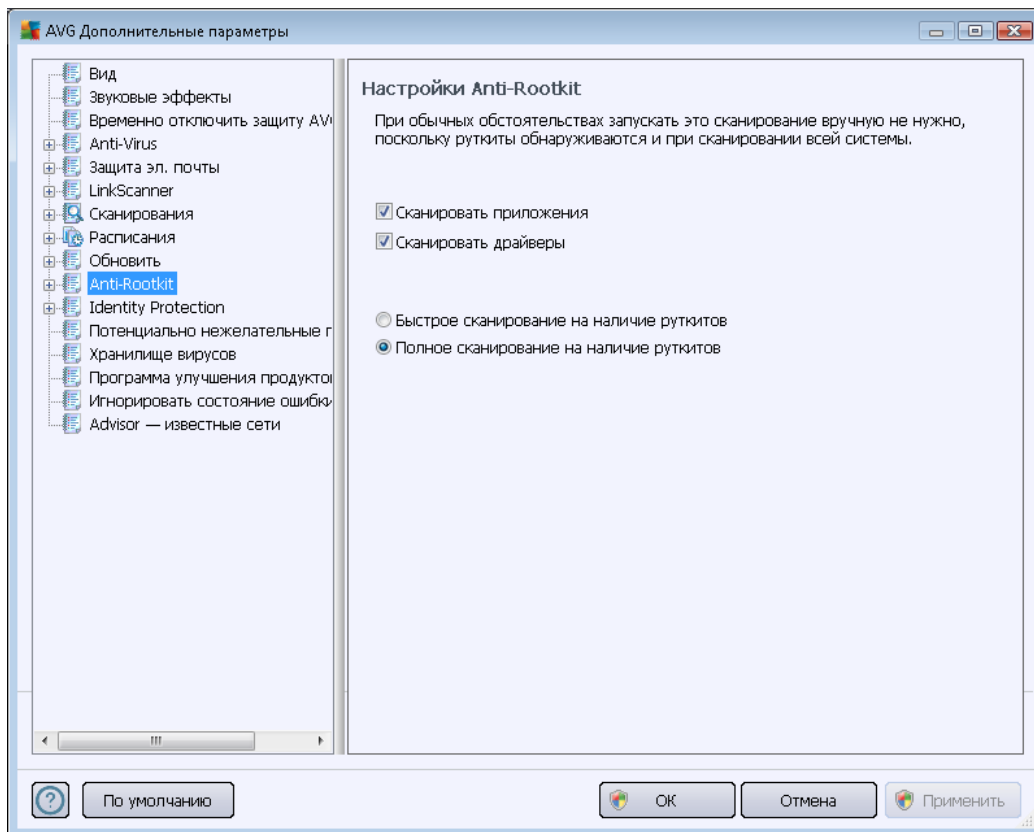 AVG Дополнительные параметры
Вид
Звуковые эффекты
Временно отключить защиту AV
Anti-Virus
Защита эл. почты
LinkScanner
Сканирования
Расписания
Обновить
Anti-Rootkit
Identity Protection
Потенциально нежелательные г
Хранилище вирусов
Программа улучшения продукто
Игнорировать состояние ошибки
Advisor — известные сети
Настройки Anti-Rootkit
При обычных обстоятельствах запускать это сканирование вручную не нужно,
поскольку руткиты обнаруживаются и при сканировании всей системы.
Сканировать приложения
Сканировать драйверы
Быстрое сканирование на наличие руткитов
Полное сканирование на наличие руткитов
По умолчанию
ОК
Отмена
Применить